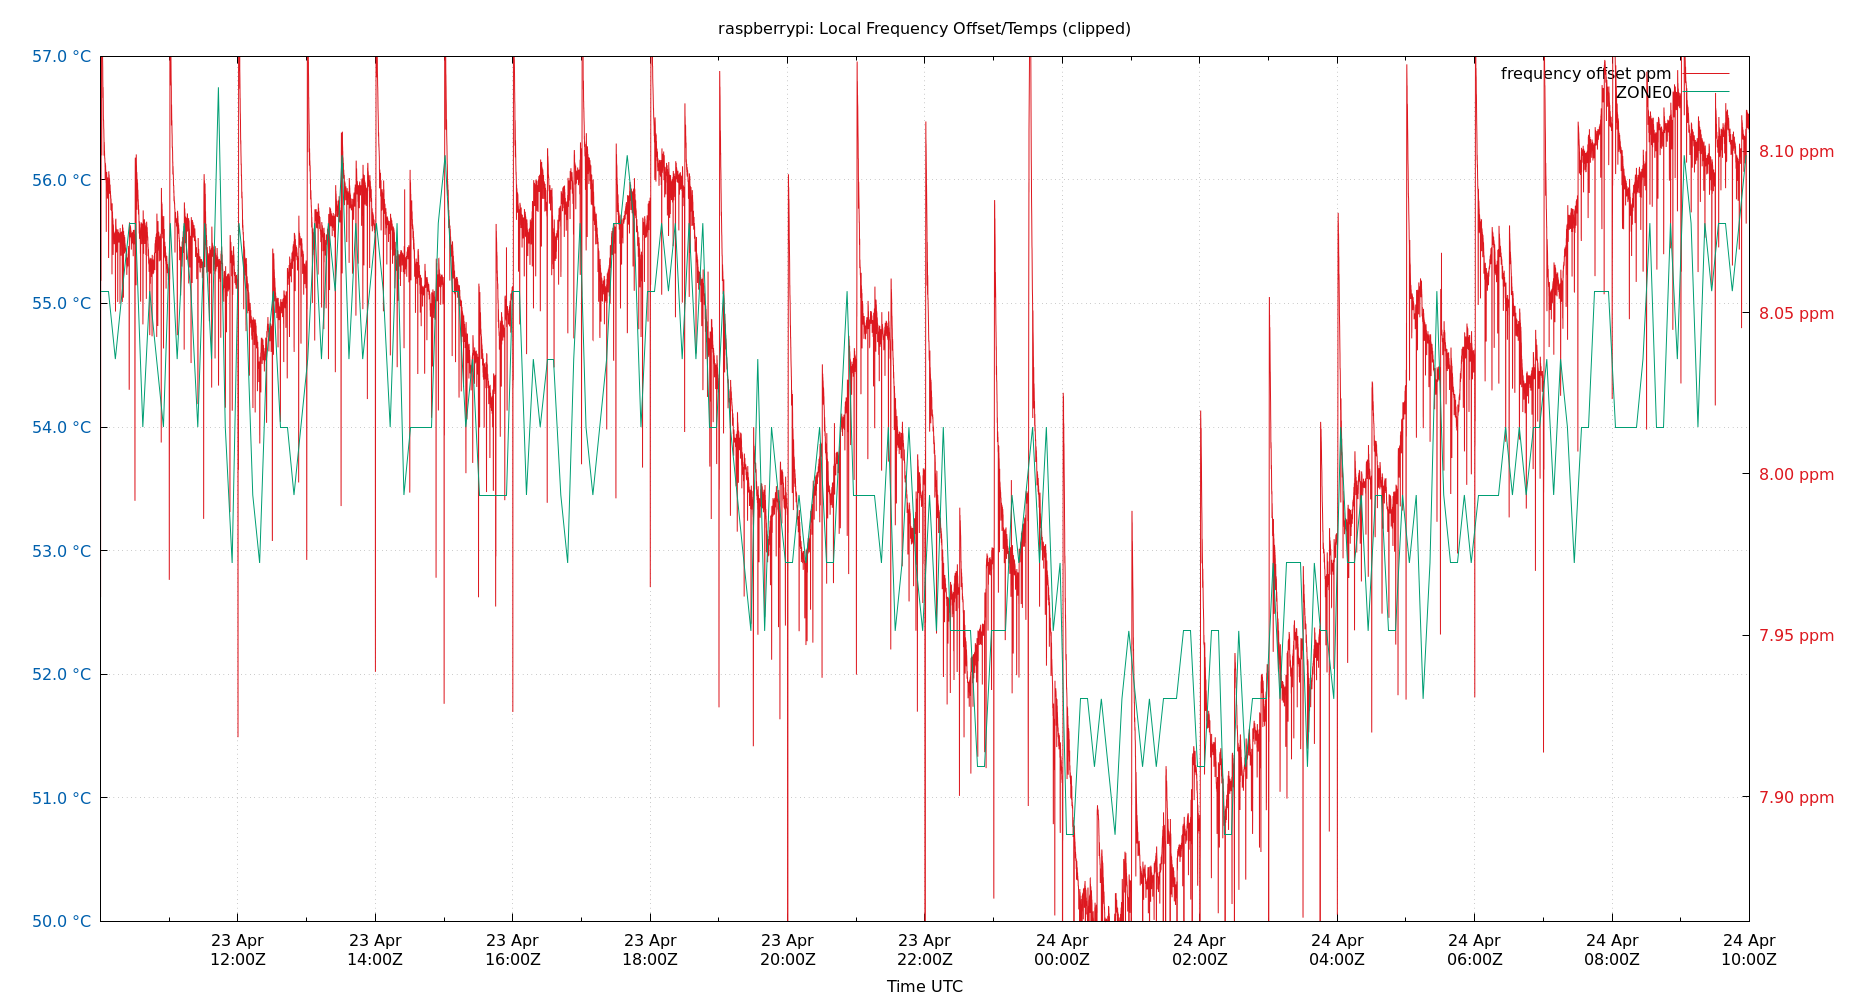 raspberrypi: Local Frequency Offset/Temps (clipped)
57.0 °C
56.0 °C
55.0 °C
54.0 °C
53.0 °C
52.0 °C
51.0 °C
50.0 °C
frequency offset ppm
ZONE0
8.10 ppm
8.05 ppm
8.00 ppm
7.95 ppm
7.90 ppm
23 Apr
12:00Z
23 Apr
14:00Z
23 Apr
16:00Z
23 Apr
18:00Z
23 Apr
20:00Z
23 Apr
22:00Z
24 Apr
00:00Z
24 Apr
02:00Z
24 Apr
04:00Z
24 Apr
06:00Z
24 Apr
08:00Z
24 Apr
10:00Z
Time UTC